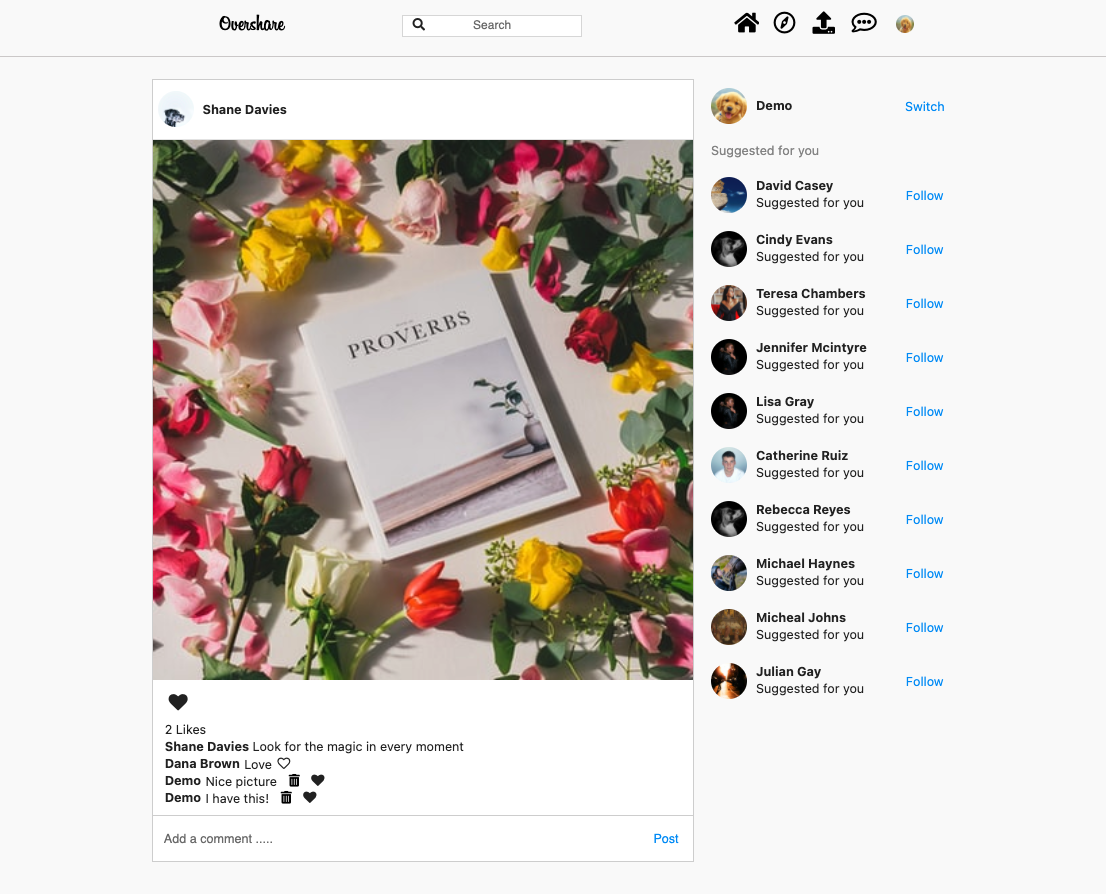 Overshare
Search
Shane Davies
PROVERBS
2 Likes
Shane Davies Look for the magic in every moment
Dana Brown Love
Demo Nice picture
Demo I have this!
Add a comment .....
Post
Demo
Switch
Suggested for you
David Casey
Suggested for you
Follow
Cindy Evans
Suggested for you
Follow
Teresa Chambers
Suggested for you
Follow
Jennifer Mcintyre
Suggested for you
Follow
Lisa Gray
Suggested for you
Follow
Catherine Ruiz
Suggested for you
Follow
Rebecca Reyes
Suggested for you
Follow
Michael Haynes
Suggested for you
Follow
Micheal Johns
Suggested for you
Follow
Julian Gay
Suggested for you
Follow